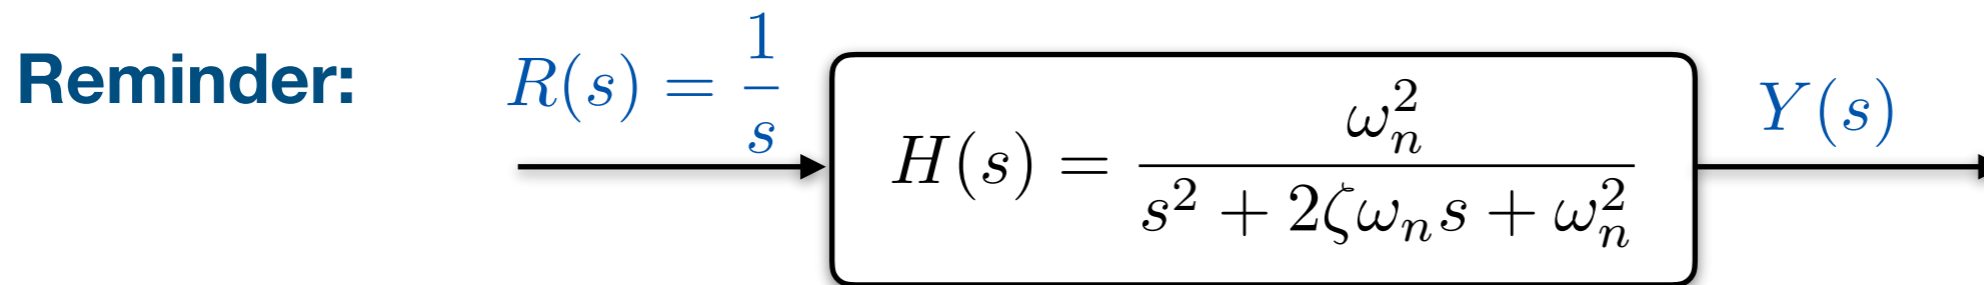 Reminder:
R(s) = 1/s
H(s) = ω_n^2 / (s^2 + 2ζω_n s + ω_n^2)
Y(s)